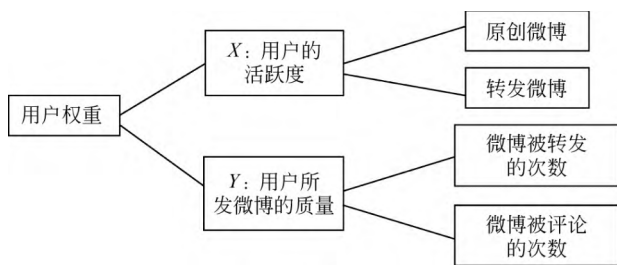 用户权重
X：用户的
活跃度
原创微博
转发微博
Y：用户所
发微博的质量
微博被转发
的次数
微博被评论
的次数